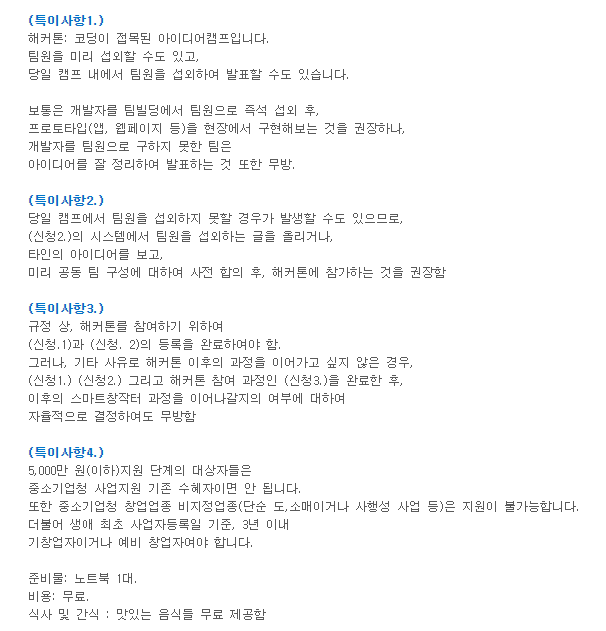 (특이사항1.)
해커톤: 코딩이 접목된 아이디어캠프입니다.
팀원을 미리 섭외할 수도 있고,
당일 캠프 내에서 팀원을 섭외하여 발표할 수도 있습니다.
보통은 개발자를 팀빌딩에서 팀원으로 즉석 섭외 후,
프로토타입(앱, 웹페이지 등)을 현장에서 구현해보는 것을 권장하나,
개발자를 팀원으로 구하지 못한 팀은
아이디어를 잘 정리하여 발표하는 것 또한 무방.
(특이사항2.)
당일 캠프에서 팀원을 섭외하지 못할 경우가 발생할 수도 있으므로,
(신청2.)의 시스템에서 팀원을 섭외하는 글을 올리거나,
타인의 아이디어를 보고,
미리 공동 팀 구성에 대하여 사전 합의 후, 해커톤에 참가하는 것을 권장함
(특이사항3.)
규정 상, 해커톤를 참여하기 위하여
(신청.1)과 (신청. 2)의 등록을 완료하여야 함.
그러나, 기타 사유로 해커톤 이후의 과정을 이어가고 싶지 않은 경우,
(신청1.) (신청2.) 그리고 해커톤 참여 과정인 (신청3.)을 완료한 후,
이후의 스마트창작터 과정을 이어나갈지의 여부에 대하여
자율적으로 결정하여도 무방함
(특이사항4.)
5,000만 원(이하)지원 단계의 대상자들은
중소기업청 사업지원 기존 수혜자이면 안 됩니다.
또한 중소기업청 창업업종 비지정업종(단순 도,소매이거나 사행성 사업 등)은 지원이 불가능합니다.
더불어 생애 최초 사업자등록일 기준, 3년 이내
기창업자이거나 예비 창업자여야 합니다.
준비물: 노트북 1대.
비용: 무료.
식사 및 간식 : 맛있는 음식들 무료 제공함